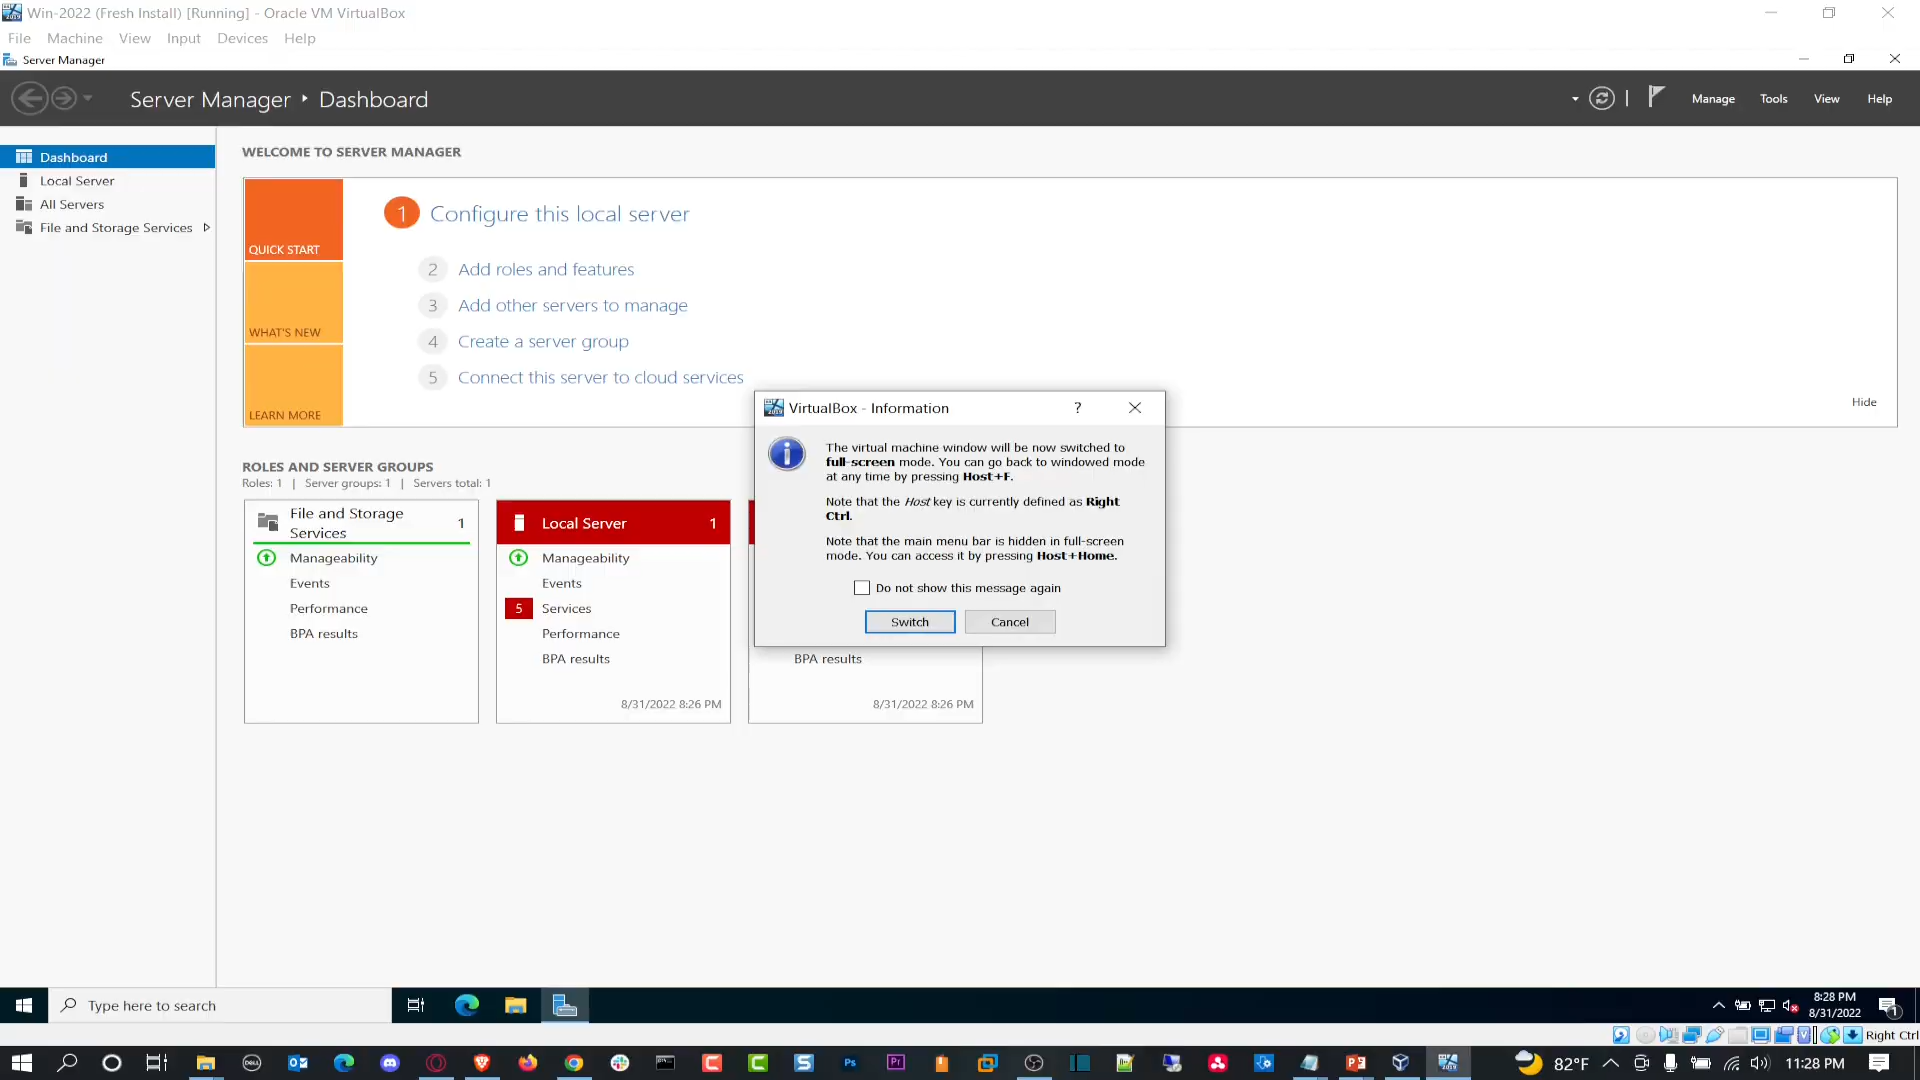 Win-2022 (Fresh Install) [Running] - Oracle VM VirtualBox
File Machine View Input Devices Help
Server Manager
Server Manager ‣ Dashboard
Manage Tools View Help
Dashboard
Local Server
All Servers
File and Storage Services
WELCOME TO SERVER MANAGER
QUICK START
WHAT'S NEW
LEARN MORE
1 Configure this local server
2 Add roles and features
3 Add other servers to manage
4 Create a server group
5 Connect this server to cloud services
Hide
ROLES AND SERVER GROUPS
Roles: 1 | Server groups: 1 | Servers total: 1
File and Storage
Services
1
Manageability
Events
Performance
BPA results
Local Server 1
Manageability
Events
5 Services
Performance
BPA results
8/31/2022 8:26 PM
BPA results
8/31/2022 8:26 PM
VirtualBox - Information
?
The virtual machine window will be now switched to
full-screen mode. You can go back to windowed mode
at any time by pressing Host+F.
Note that the Host key is currently defined as Right
Ctrl.
Note that the main menu bar is hidden in full-screen
mode. You can access it by pressing Host+Home.
Do not show this message again
Switch Cancel
Type here to search
8:28 PM
8/31/2022
1
Right Ctrl
DELL
Ps
Pr
82°F
11:28 PM